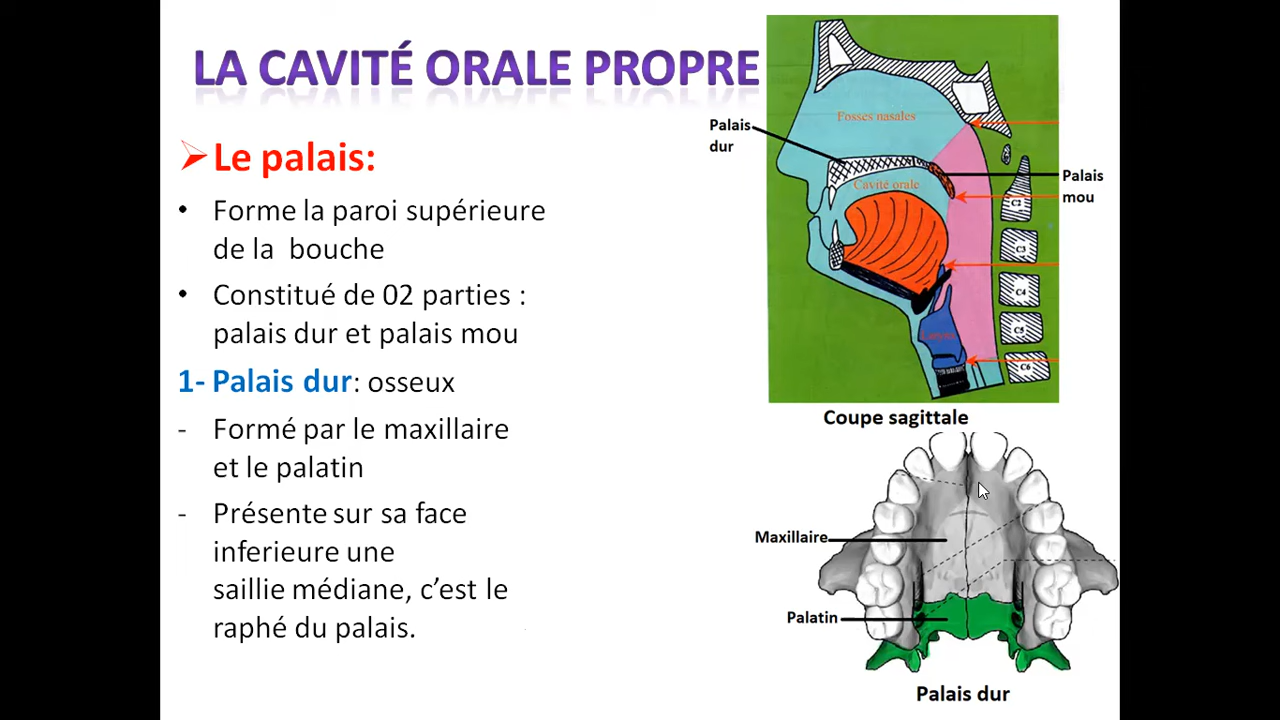 LA CAVITÉ ORALE PROPRE
➢Le palais:
• Forme la paroi supérieure
de la bouche
• Constitué de 02 parties :
palais dur et palais mou
1- Palais dur: osseux
- Formé par le maxillaire
et le palatin
- Présente sur sa face
inferieure une
saillie médiane, c’est le
raphé du palais.
Palais
dur
Fosses nasales
Cavité orale
Palais
mou
C2
C3
C4
C5
C6
Coupe sagittale
Maxillaire
Palatin
Palais dur